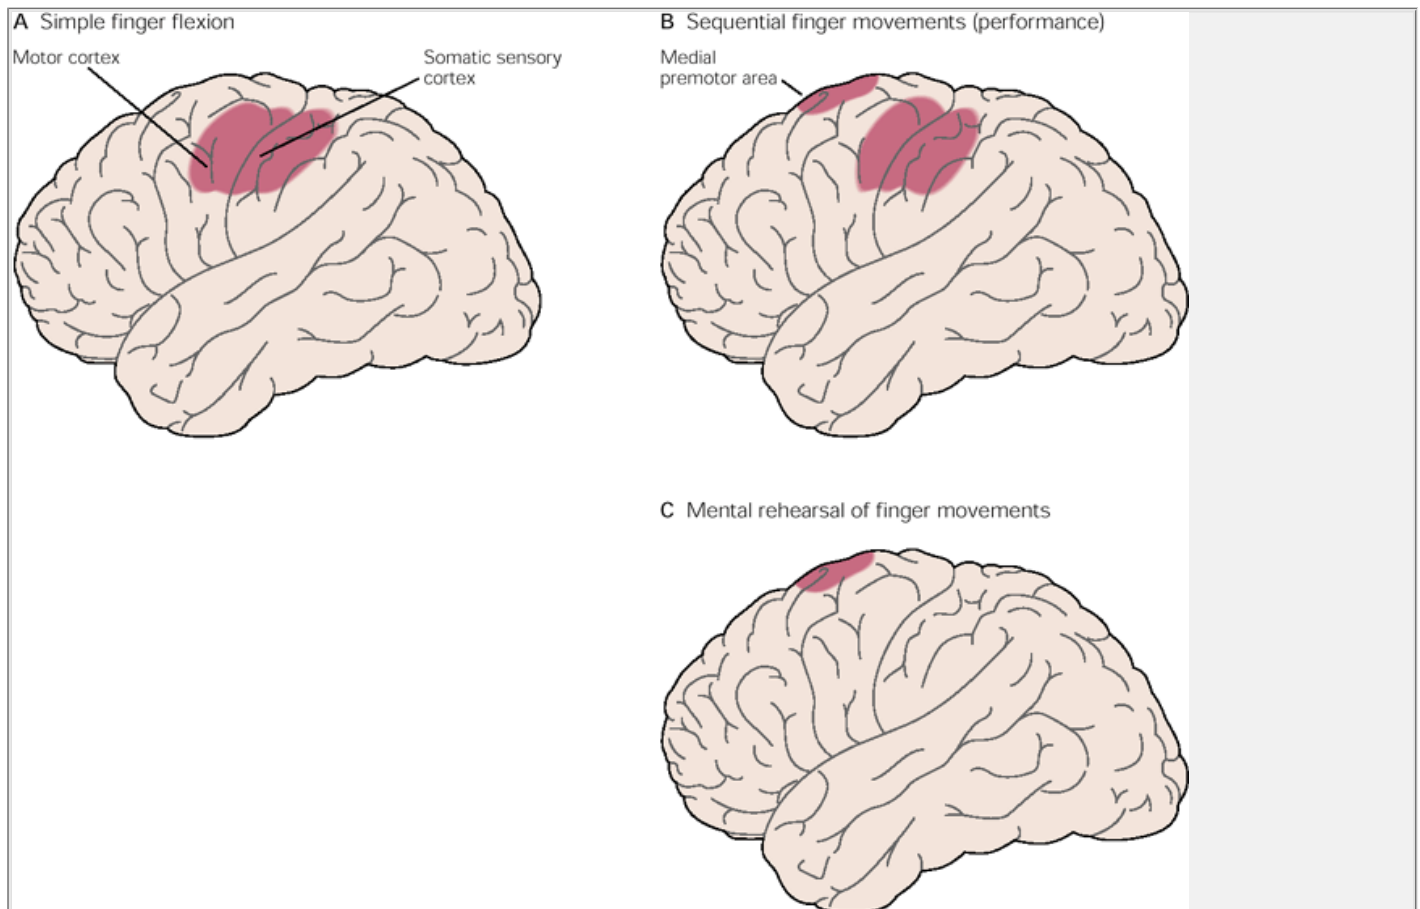 A Simple finger flexion
Motor cortex
Somatic sensory
cortex
B Sequential finger movements (performance)
Medial
premotor area
C Mental rehearsal of finger movements